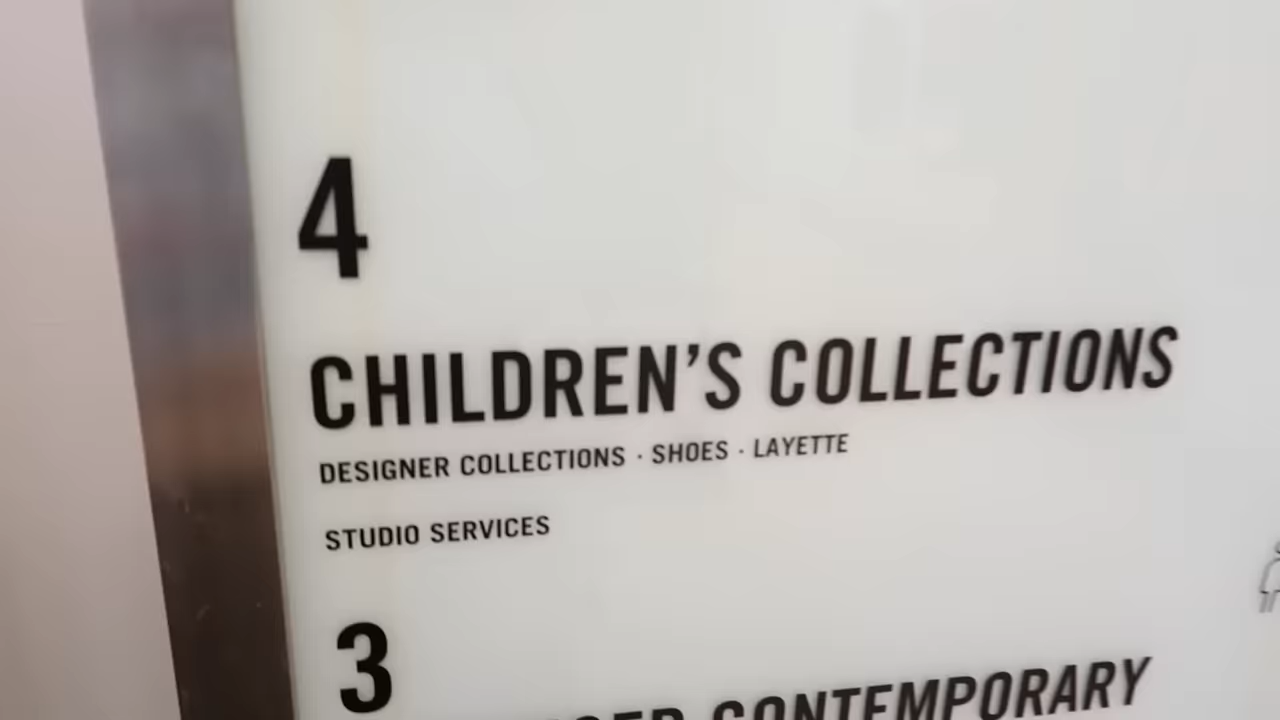 4
CHILDREN'S COLLECTIONS
DESIGNER COLLECTIONS · SHOES · LAYETTE
STUDIO SERVICES
3
CONTEMPORARY